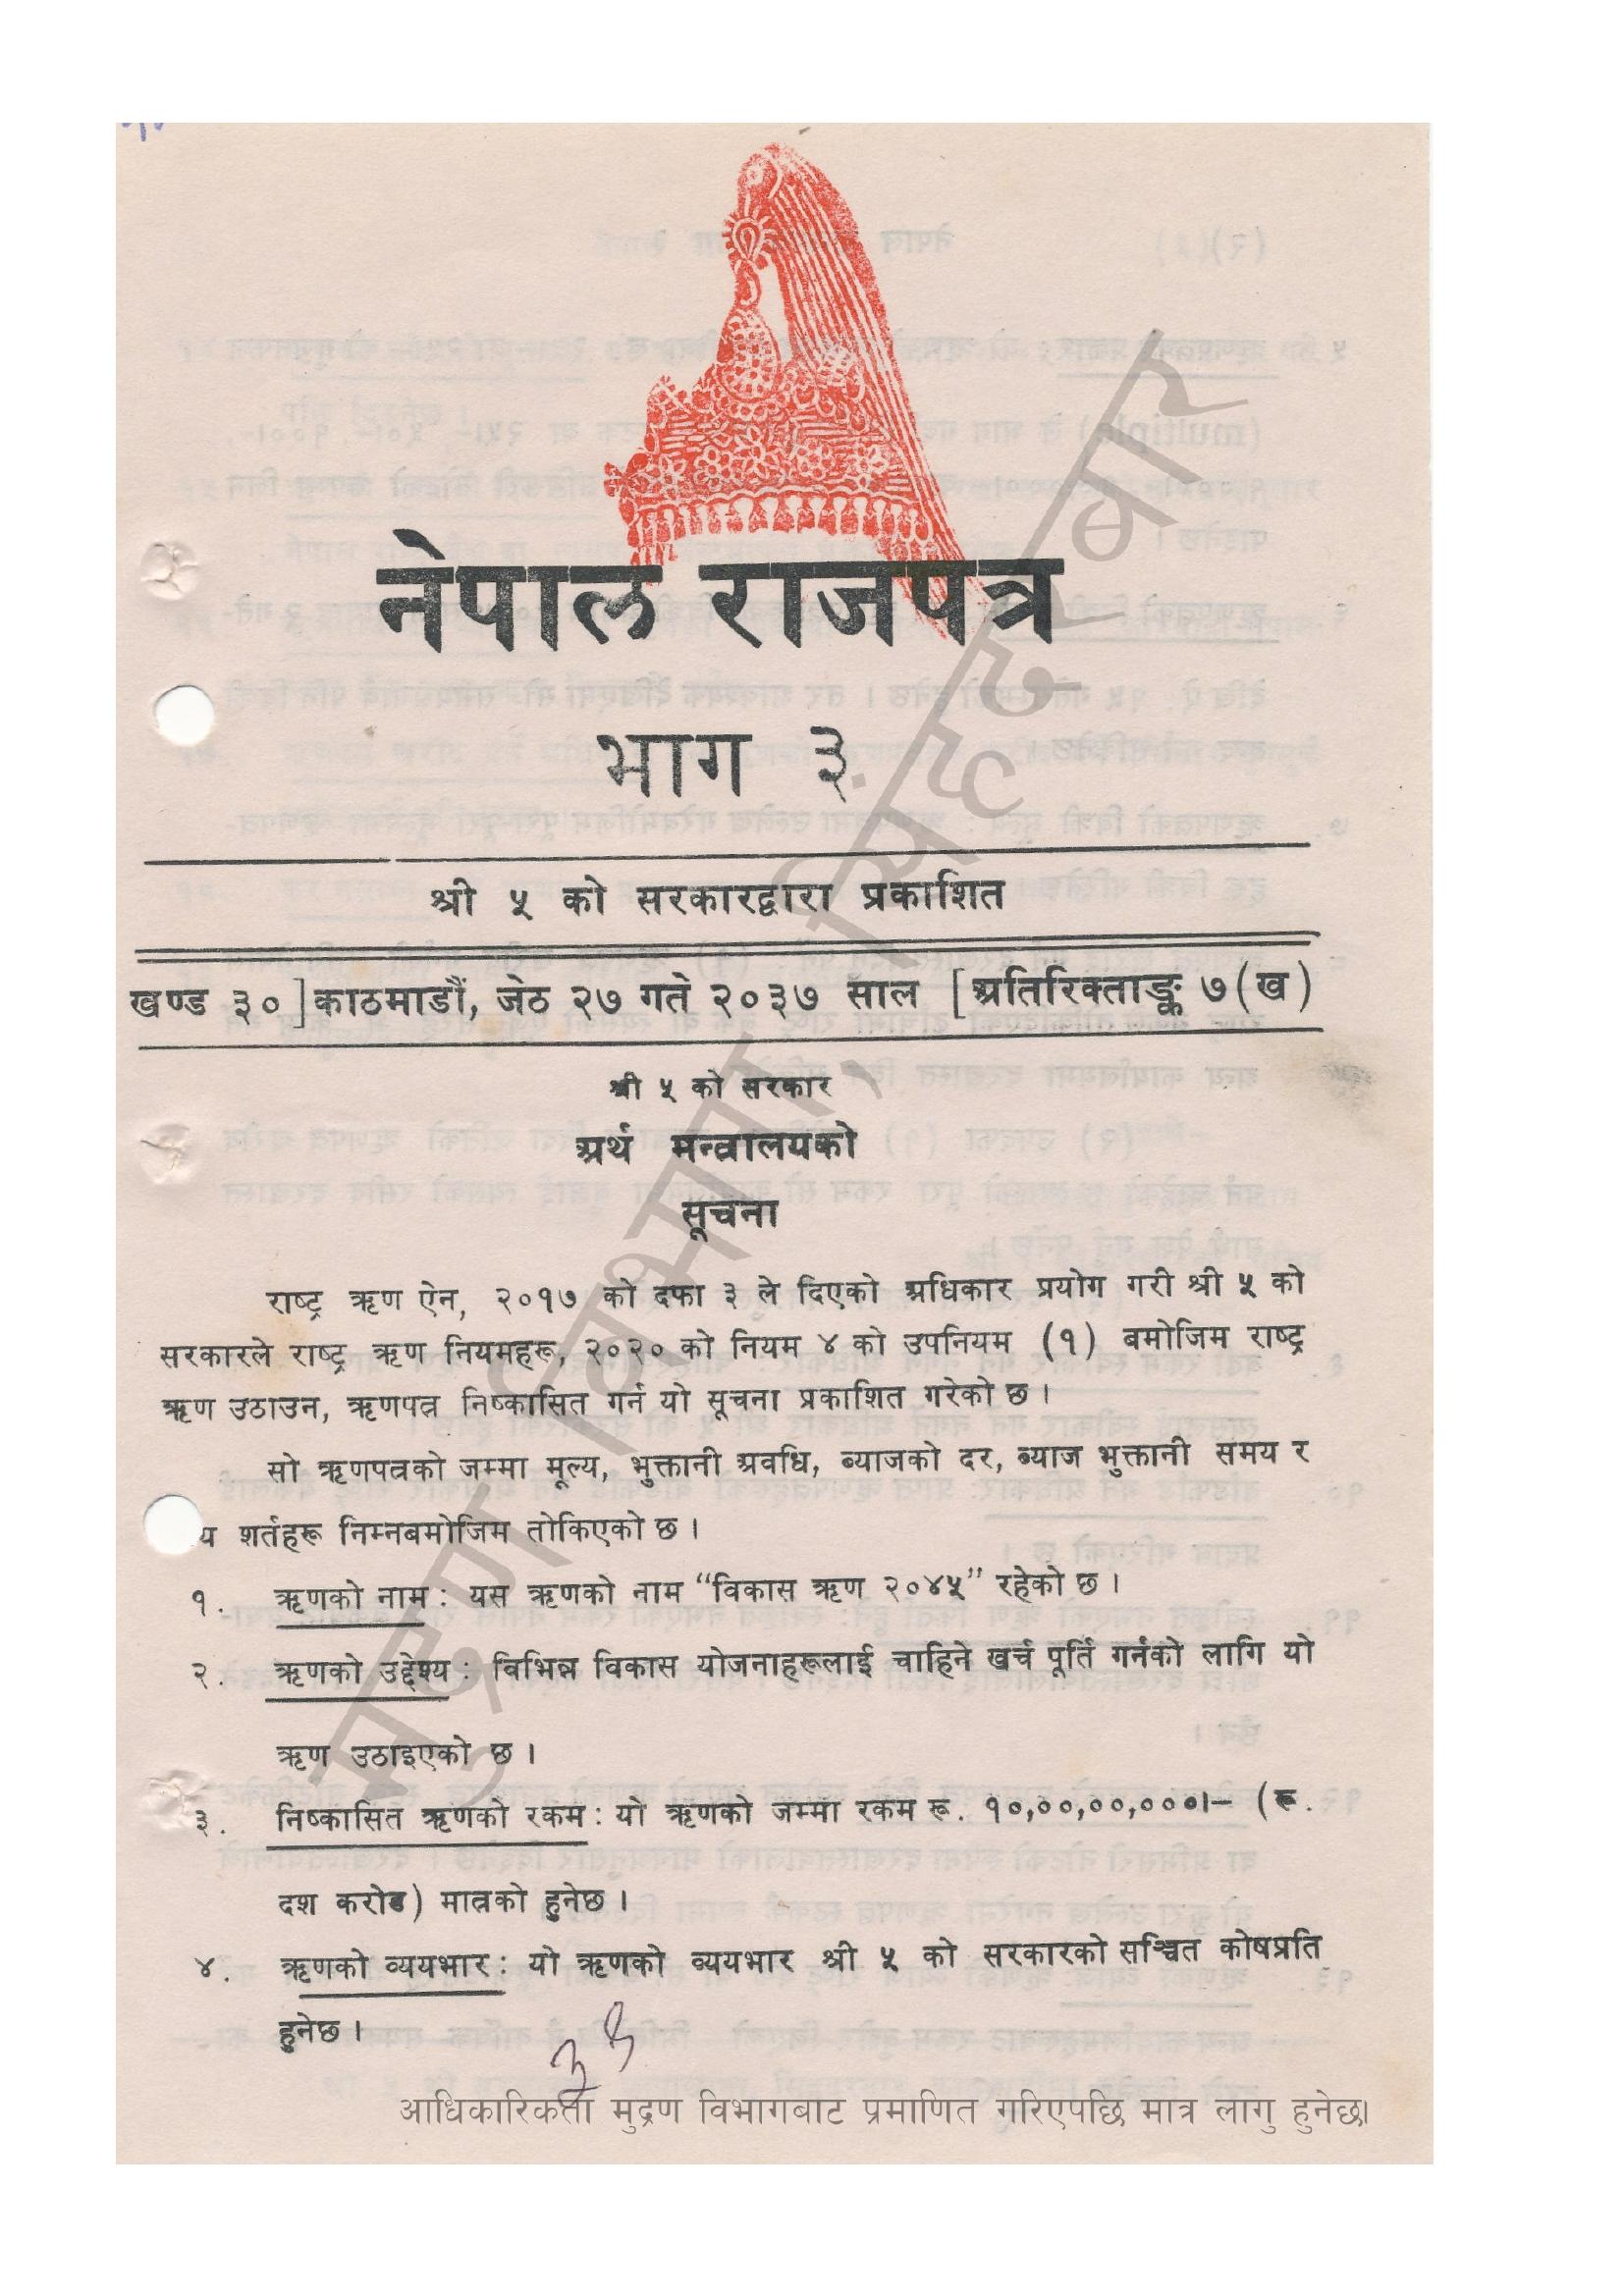 नेपाल राजपत्र
भाग ३
श्री ५ को सरकारद्वारा प्रकाशित
खण्ड ३०] काठमाडौं, जेठ २७ गते २०३७ साल [अतिरिक्ताङ्क ७(ख)
श्री ५ को सरकार
अर्थ मन्त्रालयको
सूचना
राष्ट्र ऋण ऐन, २०१७ को दफा ३ ले दिएको अधिकार प्रयोग गरी श्री ५ को
सरकारले राष्ट्र ऋण नियमहरू, २०२० को नियम ४ को उपनियम (१) बमोजिम राष्ट्र
ऋण उठाउन, ऋणपत्र निष्कासित गर्न यो सूचना प्रकाशित गरेको छ ।
सो ऋणपत्रको जम्मा मूल्य, भुक्तानी अवधि, ब्याजको दर, ब्याज भुक्तानी समय र
य शर्तहरू निम्नबमोजिम तोकिएको छ ।
१. ऋणको नाम : यस ऋणको नाम “विकास ऋण २०४५” रहेको छ ।
२. ऋणको उद्देश्य : विभिन्न विकास योजनाहरूलाई चाहिने खर्च पूर्ति गर्नको लागि यो
ऋण उठाइएको छ ।
३. निष्कासित ऋणको रकम : यो ऋणको जम्मा रकम रू. १०,००,००,०००।– (रू.
दश करोड) मात्रको हुनेछ ।
४. ऋणको व्ययभार : यो ऋणको व्ययभार श्री ५ को सरकारको सञ्चित कोषप्रति
हुनेछ ।
३७
आधिकारिकता मुद्रण विभागबाट प्रमाणित गरिएपछि मात्र लागु हुनेछ।
मुद्रण विभाग, सिंहदरवार